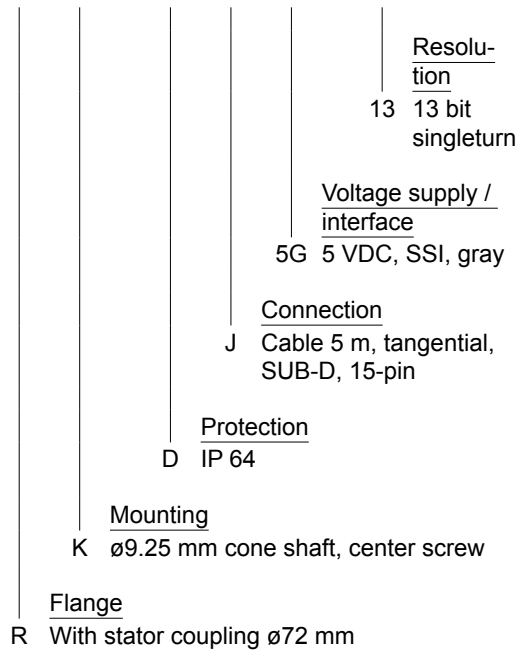 Resolu-
tion
13 13 bit
singleturn
Voltage supply /
interface
5G 5 VDC, SSI, gray
Connection
J Cable 5 m, tangential,
SUB-D, 15-pin
Protection
D IP 64
Mounting
K ø9.25 mm cone shaft, center screw
Flange
R With stator coupling ø72 mm